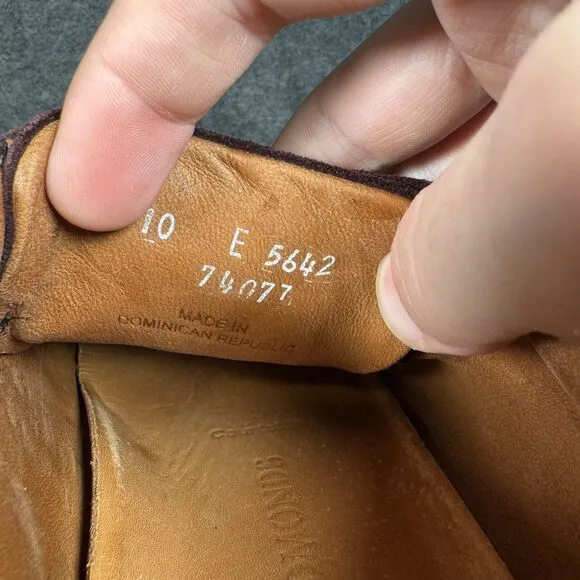 10 E 5642
74077
MADE IN
DOMINICAN REPUBLIC